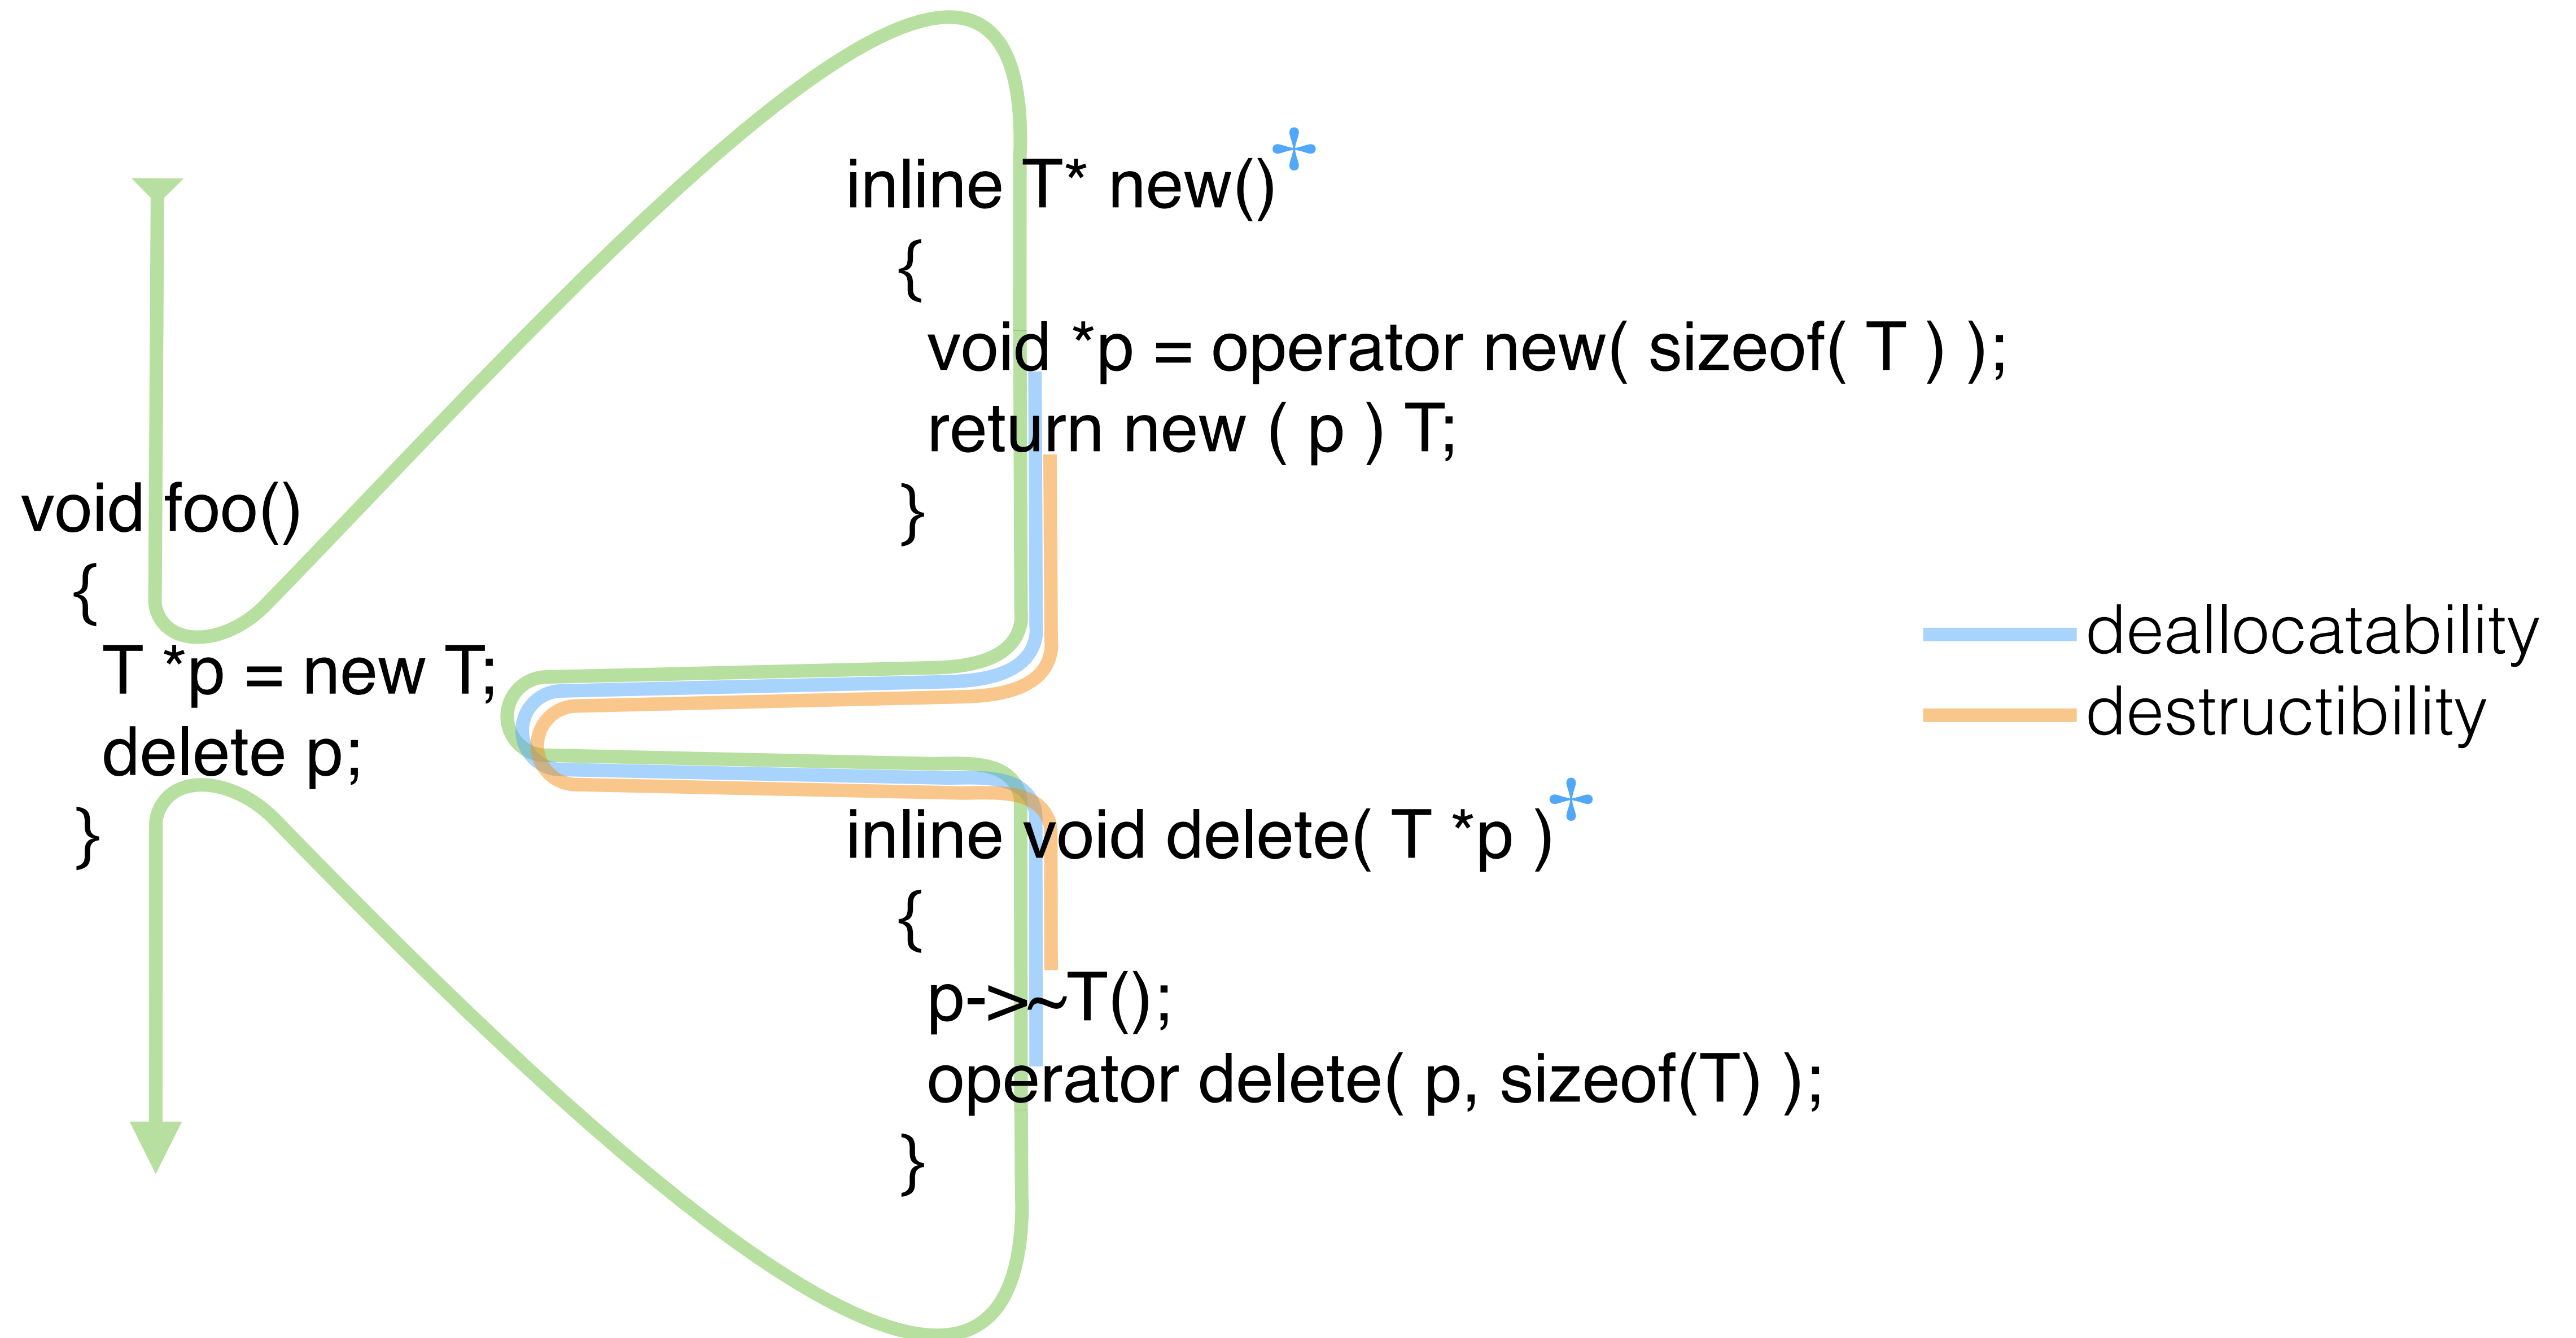 void foo()
{
T *p = new T;
delete p;
}
inline T* new()✢
{
void *p = operator new( sizeof( T ) );
return new ( p ) T;
}
inline void delete( T *p )✢
{
p->~T();
operator delete( p, sizeof(T) );
}
deallocatability
destructibility